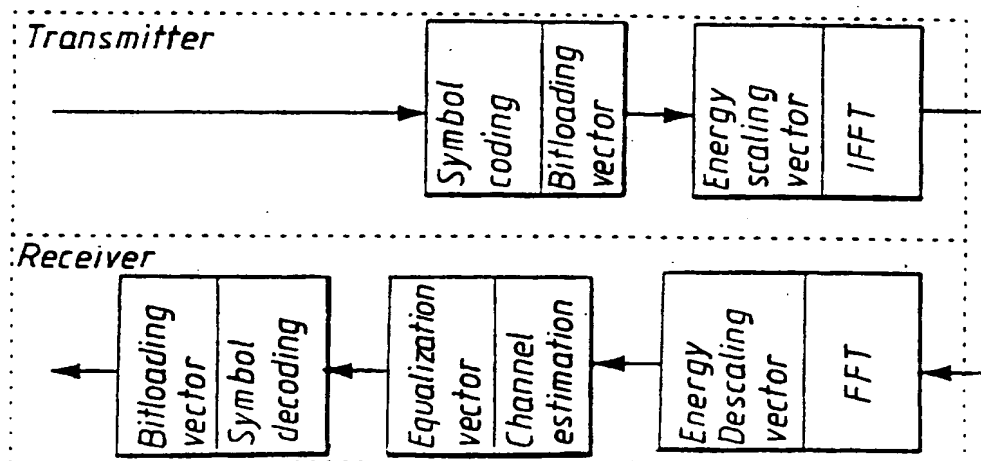 Transmitter
Symbol
coding
Bitloading
vector
Energy
scaling
vector
IFFT
Receiver
Bitloading
vector
Symbol
decoding
Equalization
vector
Channel
estimation
Energy
Descaling
vector
FFT